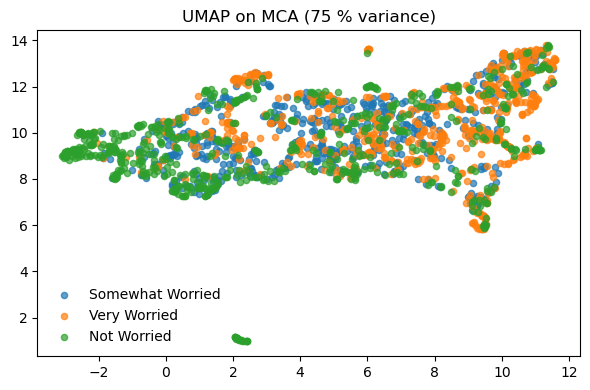 UMAP on MCA (75 % variance)
14
12
10
8
6
4
2
Somewhat Worried
Very Worried
Not Worried
−2 0 2 4 6 8 10 12